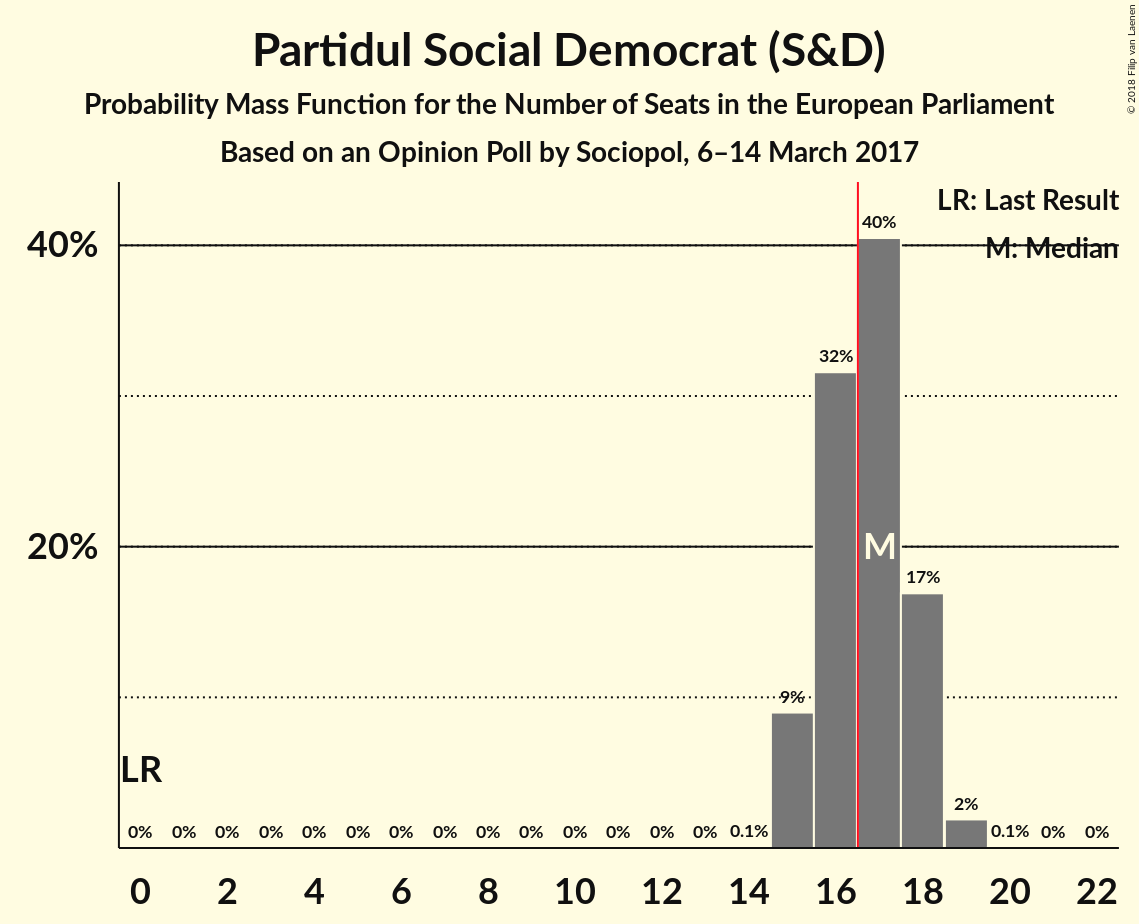 Partidul Social Democrat (S&D)
Probability Mass Function for the Number of Seats in the European Parliament
Based on an Opinion Poll by Sociopol, 6–14 March 2017
© 2018 Filip van Laenen
LR: Last Result
M: Median
40%
20%
40%
32%
M
17%
9%
LR
2%
0% 0% 0% 0% 0% 0% 0% 0% 0% 0% 0% 0% 0% 0% 0.1% 0.1% 0% 0%
0 2 4 6 8 10 12 14 16 18 20 22